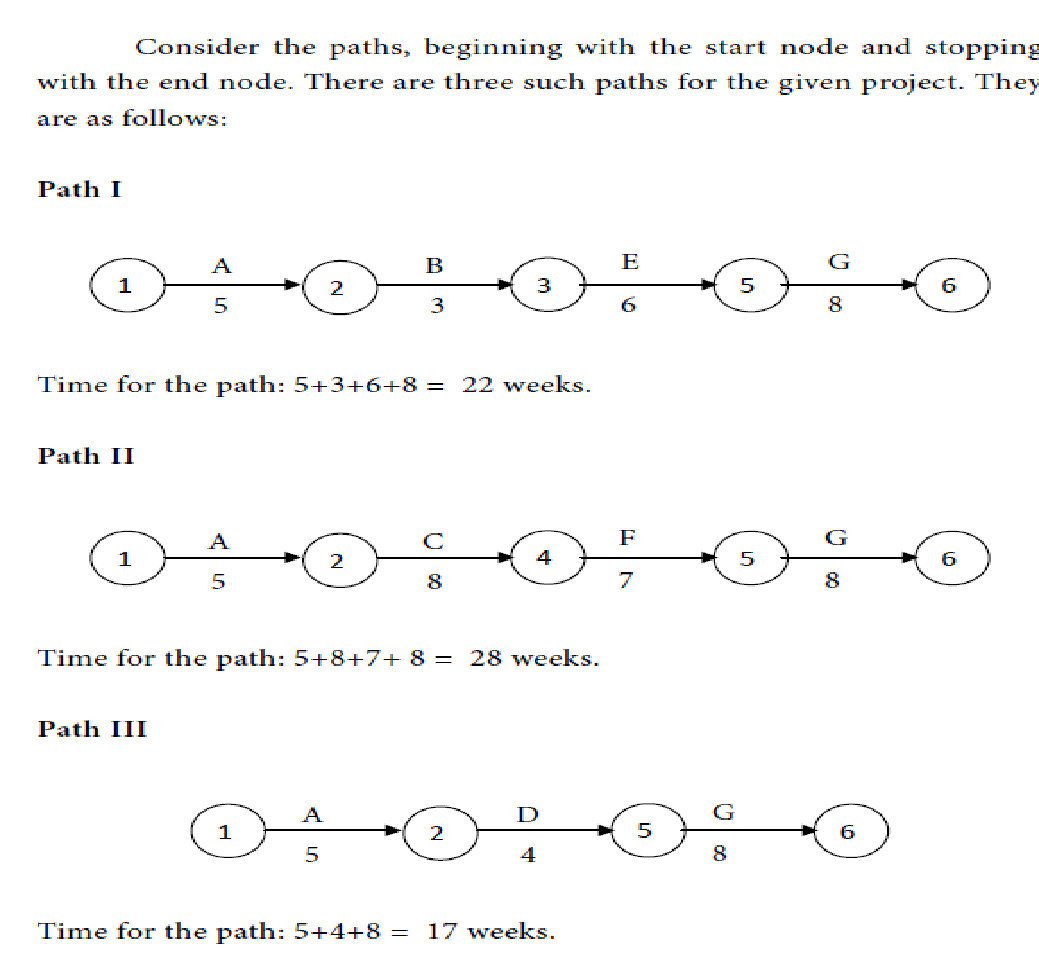 Consider the paths, beginning with the start node and stopping
with the end node. There are three such paths for the given project. They
are as follows:
Path I
A B E G
1 2 3 5 6
5 3 6 8
Time for the path: 5+3+6+8 = 22 weeks.
Path II
A C F G
1 2 4 5 6
5 8 7 8
Time for the path: 5+8+7+ 8 = 28 weeks.
Path III
A D G
1 2 5 6
5 4 8
Time for the path: 5+4+8 = 17 weeks.